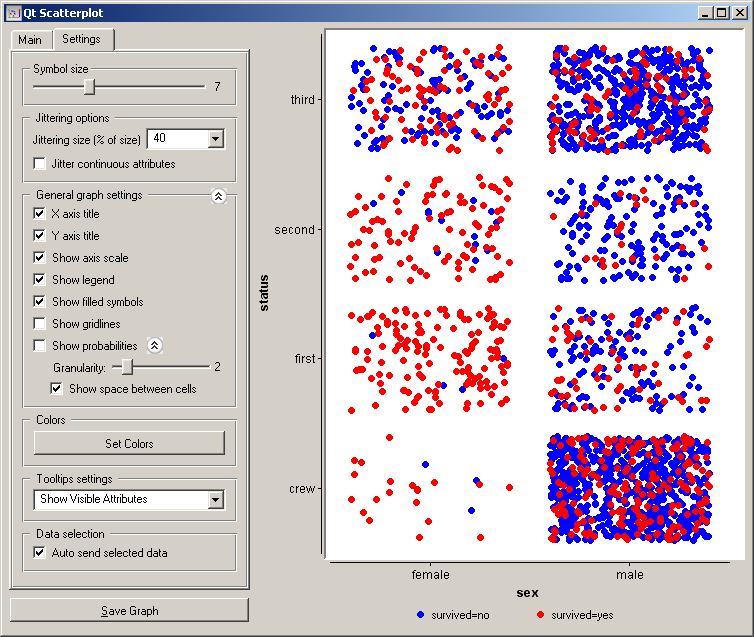 Qt Scatterplot
Main
Settings
Symbol size
7
Jittering options
Jittering size (% of size)
40
Jitter continuous attributes
General graph settings
X axis title
Y axis title
Show axis scale
Show legend
Show filled symbols
Show gridlines
Show probabilities
Granularity:
2
Show space between cells
Colors
Set Colors
Tooltips settings
Show Visible Attributes
Data selection
Auto send selected data
Save Graph
status
third
second
first
crew
female
male
sex
survived=no
survived=yes